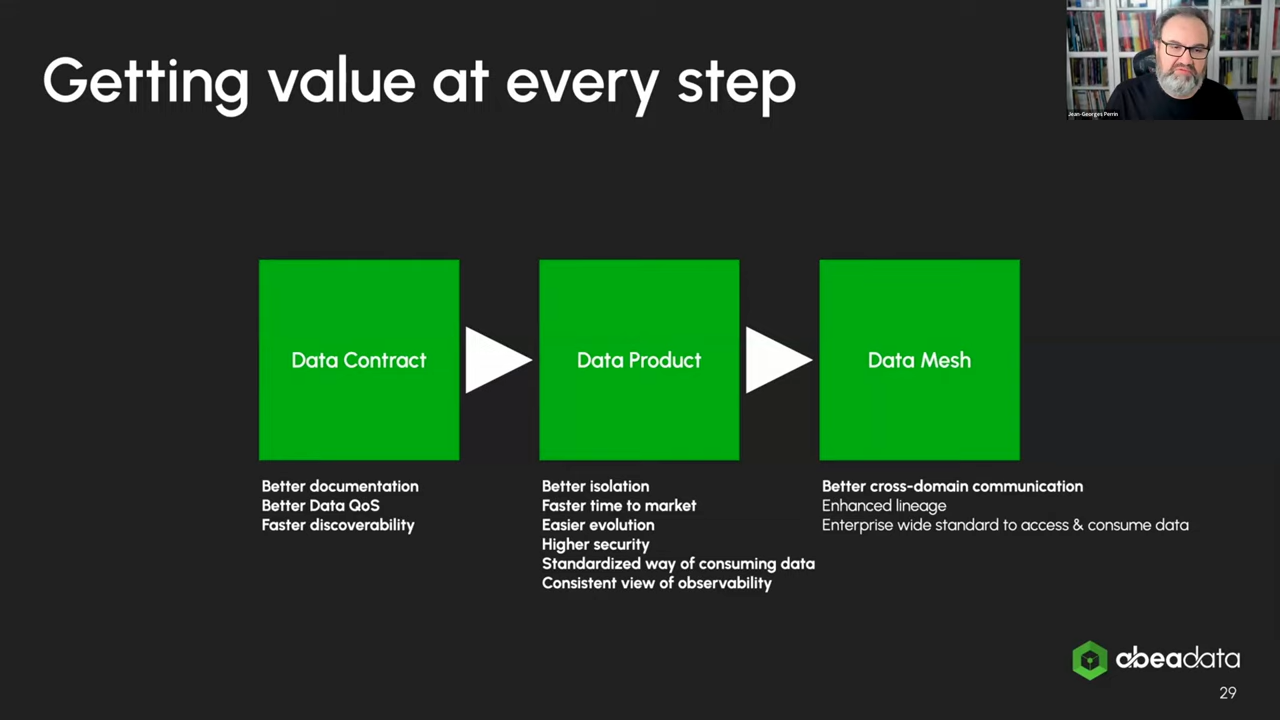 Getting value at every step
Jean-Georges Perrin
Data Contract
Data Product
Data Mesh
Better documentation
Better Data QoS
Faster discoverability
Better isolation
Faster time to market
Easier evolution
Higher security
Standardized way of consuming data
Consistent view of observability
Better cross-domain communication
Enhanced lineage
Enterprise wide standard to access & consume data
abeadata
29